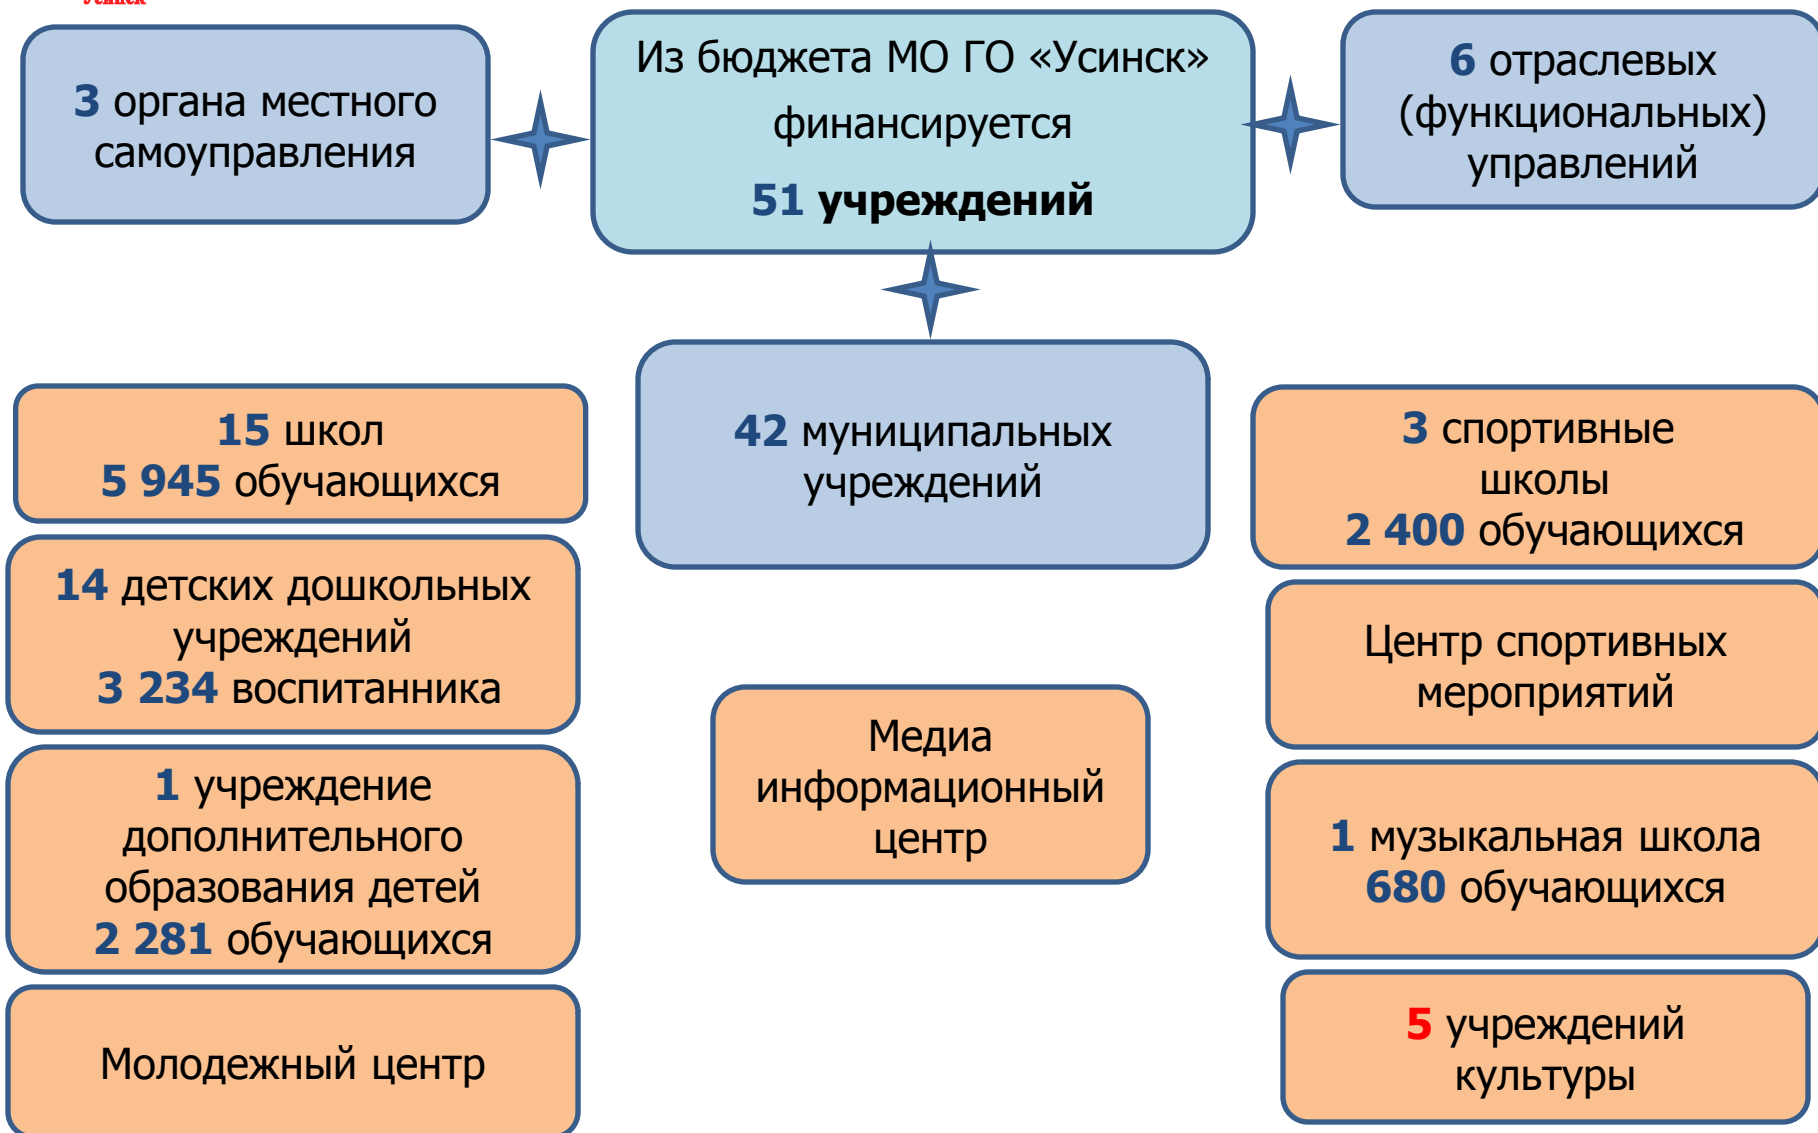 Усинск
3 органа местного
самоуправления
Из бюджета МО ГО «Усинск»
финансируется
51 учреждений
6 отраслевых
(функциональных)
управлений
42 муниципальных
учреждений
15 школ
5 945 обучающихся
14 детских дошкольных
учреждений
3 234 воспитанника
1 учреждение
дополнительного
образования детей
2 281 обучающихся
Молодежный центр
Медиа
информационный
центр
3 спортивные
школы
2 400 обучающихся
Центр спортивных
мероприятий
1 музыкальная школа
680 обучающихся
5 учреждений
культуры